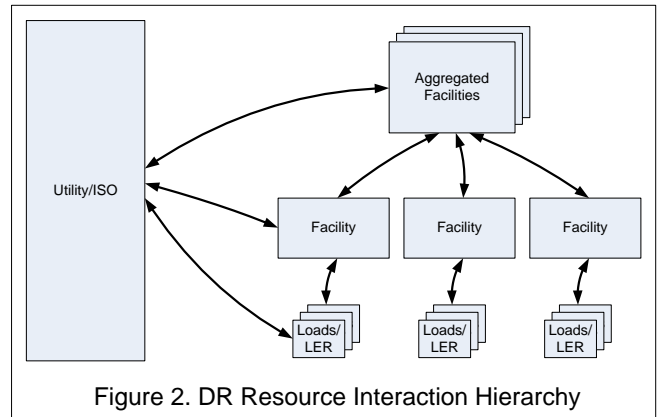 Aggregated
Facilities
Utility/ISO
Facility
Facility
Facility
Loads/
LER
Loads/
LER
Loads/
LER
Figure 2. DR Resource Interaction Hierarchy